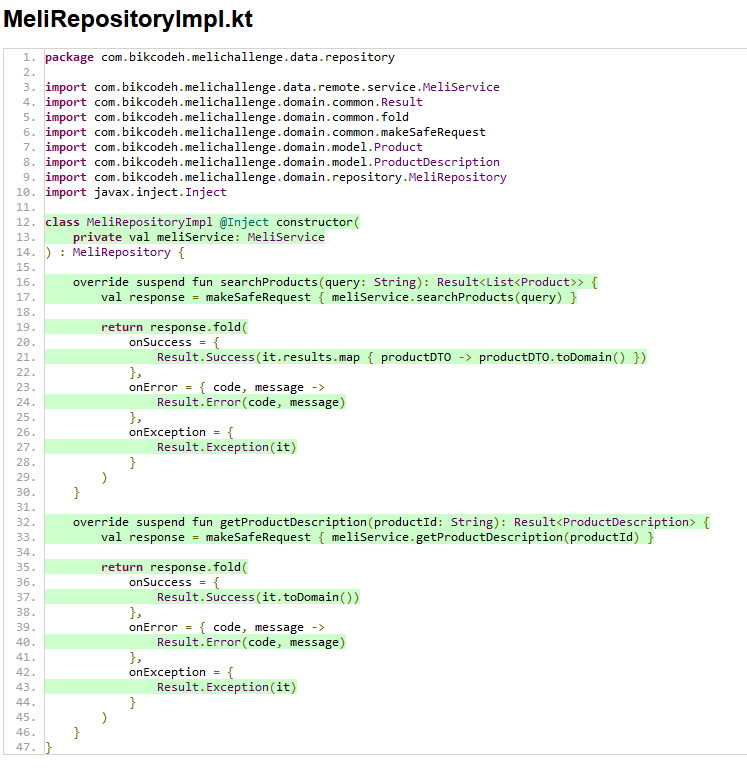 MeliRepositoryImpl.kt
1. package com.bikcodeh.melichallenge.data.repository
2.
3. import com.bikcodeh.melichallenge.data.remote.service.MeliService
4. import com.bikcodeh.melichallenge.domain.common.Result
5. import com.bikcodeh.melichallenge.domain.common.fold
6. import com.bikcodeh.melichallenge.domain.common.makeSafeRequest
7. import com.bikcodeh.melichallenge.domain.model.Product
8. import com.bikcodeh.melichallenge.domain.model.ProductDescription
9. import com.bikcodeh.melichallenge.domain.repository.MeliRepository
10. import javax.inject.Inject
11.
12. class MeliRepositoryImpl @Inject constructor(
13.     private val meliService: MeliService
14. ) : MeliRepository {
15.
16.     override suspend fun searchProducts(query: String): Result<List<Product>> {
17.         val response = makeSafeRequest { meliService.searchProducts(query) }
18.
19.         return response.fold(
20.             onSuccess = {
21.                 Result.Success(it.results.map { productDTO -> productDTO.toDomain() })
22.             },
23.             onError = { code, message ->
24.                 Result.Error(code, message)
25.             },
26.             onException = {
27.                 Result.Exception(it)
28.             }
29.         )
30.     }
31.
32.     override suspend fun getProductDescription(productId: String): Result<ProductDescription> {
33.         val response = makeSafeRequest { meliService.getProductDescription(productId) }
34.
35.         return response.fold(
36.             onSuccess = {
37.                 Result.Success(it.toDomain())
38.             },
39.             onError = { code, message ->
40.                 Result.Error(code, message)
41.             },
42.             onException = {
43.                 Result.Exception(it)
44.             }
45.         )
46.     }
47. }